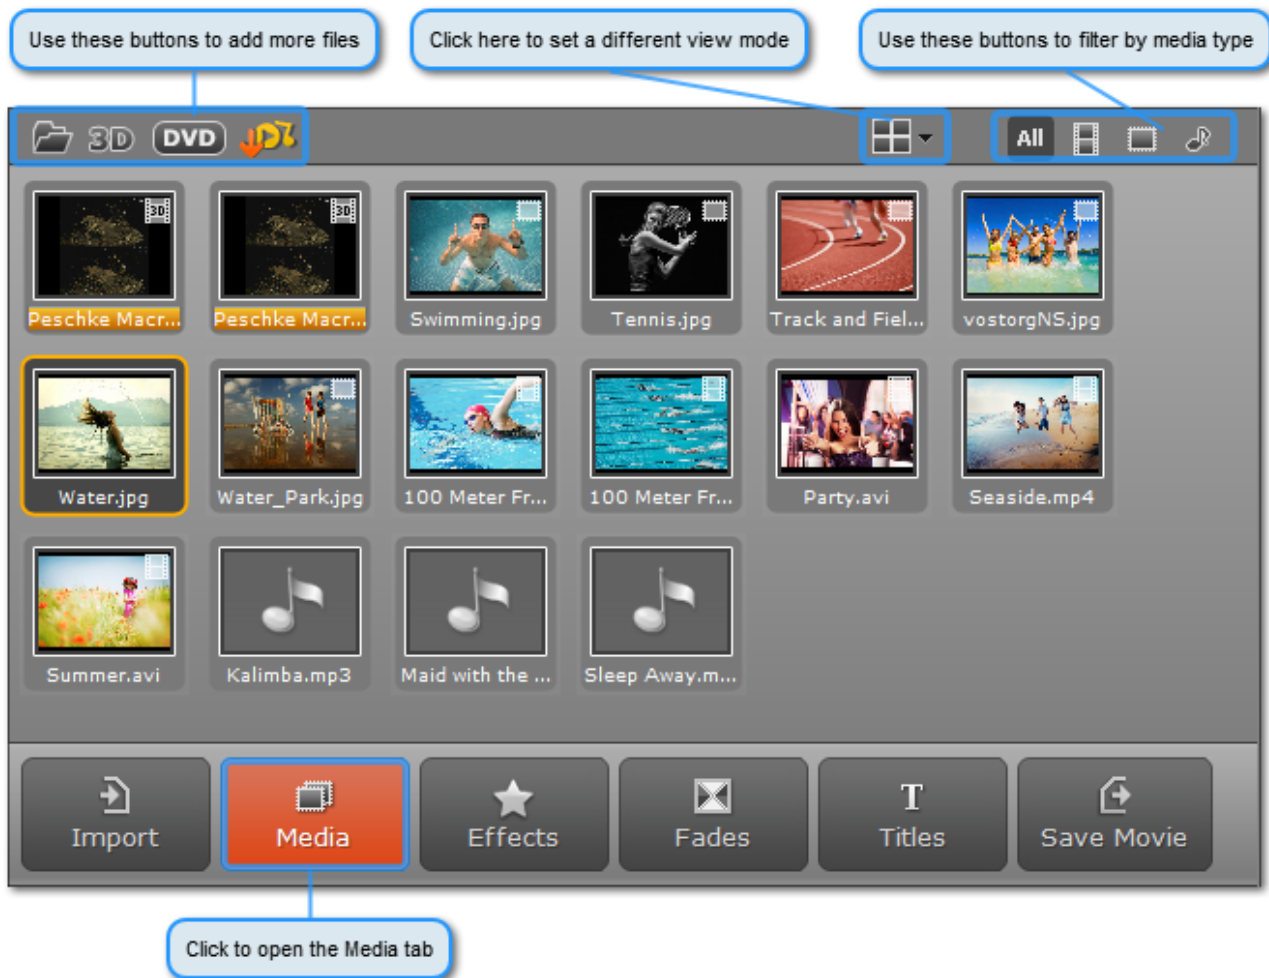 Use these buttons to add more files
Click here to set a different view mode
Use these buttons to filter by media type
3D DVD All
3D 3D
Peschke Macr... Peschke Macr... Swimming.jpg Tennis.jpg Track and Fiel... vostorgNS.jpg
Water.jpg Water_Park.jpg 100 Meter Fr... 100 Meter Fr... Party.avi Seaside.mp4
Summer.avi Kalimba.mp3 Maid with the ... Sleep Away.m...
Import Media Effects Fades T Titles Save Movie
Click to open the Media tab